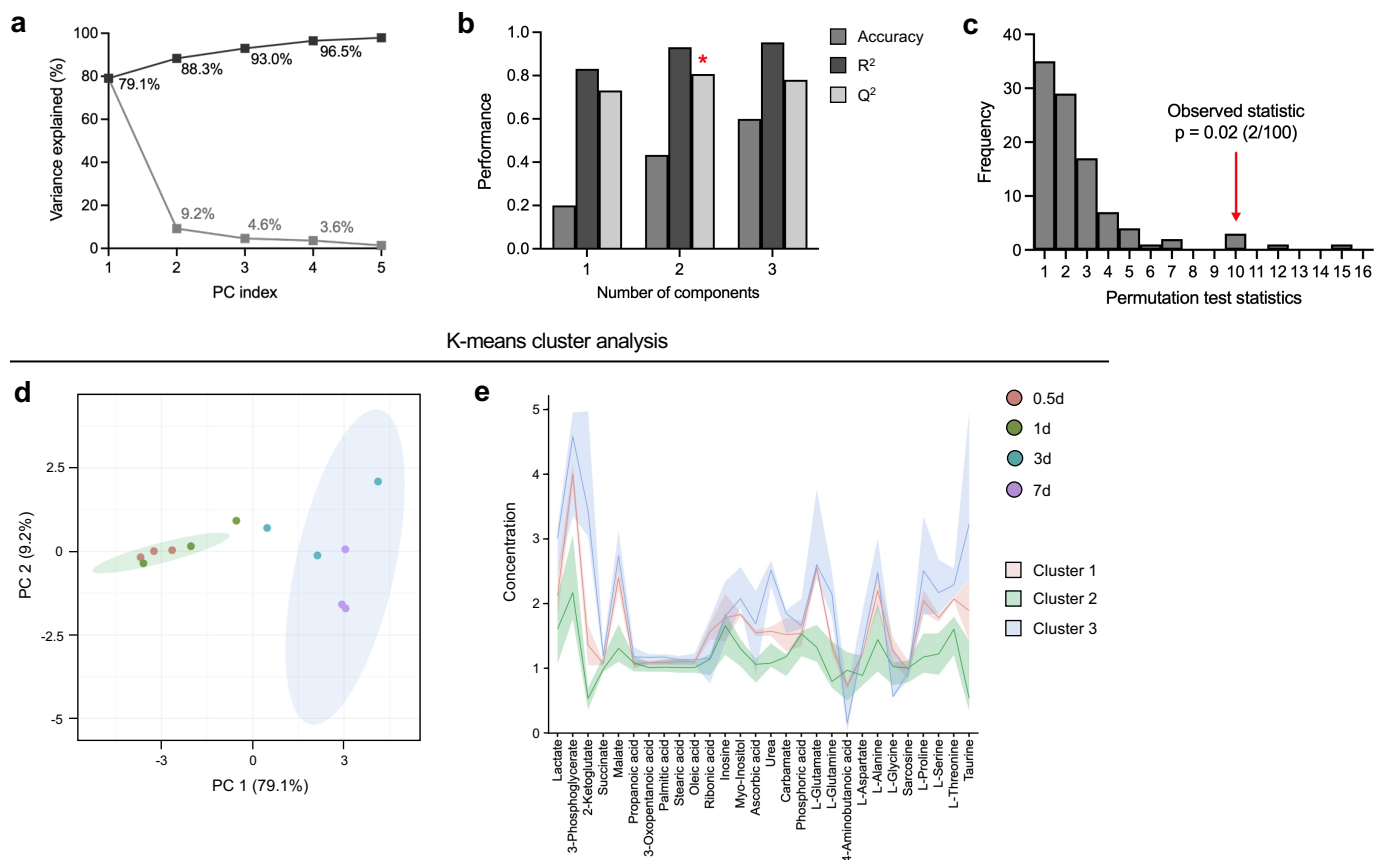 a
100
80
60
40
20
0
Variance explained (%)
79.1%
88.3%
93.0%
96.5%
9.2%
4.6%
3.6%
1 2 3 4 5
PC index
b
1.0
0.8
0.6
0.4
0.2
0.0
Performance
*
1 2 3
Number of components
Accuracy
R²
Q²
c
40
30
20
10
0
Frequency
Observed statistic
p = 0.02 (2/100)
1 2 3 4 5 6 7 8 9 10 11 12 13 14 15 16
Permutation test statistics
K-means cluster analysis
d
2.5
0
-2.5
-5
PC 2 (9.2%)
-3 0 3
PC 1 (79.1%)
e
5
4
3
2
1
0
Concentration
Lactate
3-Phosphoglycerate
2-Ketoglutate
Succinate
Malate
Propanoic acid
3-Oxopentanoic acid
Palmitic acid
Stearic acid
Oleic acid
Ribonic acid
Inosine
Myo-Inositol
Ascorbic acid
Urea
Carbamate
Phosphoric acid
L-Glutamate
L-Glutamine
4-Aminobutanoic acid
L-Aspartate
L-Alanine
L-Glycine
Sarcosine
L-Proline
L-Serine
L-Threonine
Taurine
0.5d
1d
3d
7d
Cluster 1
Cluster 2
Cluster 3